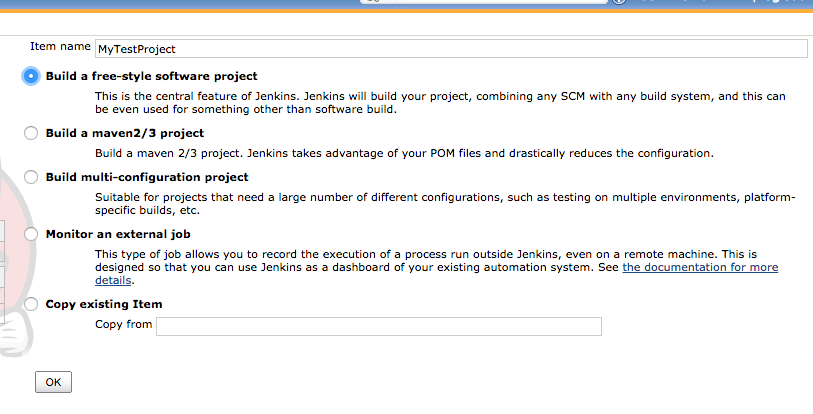 Item name MyTestProject
Build a free-style software project
This is the central feature of Jenkins. Jenkins will build your project, combining any SCM with any build system, and this can
be even used for something other than software build.
Build a maven2/3 project
Build a maven 2/3 project. Jenkins takes advantage of your POM files and drastically reduces the configuration.
Build multi-configuration project
Suitable for projects that need a large number of different configurations, such as testing on multiple environments, platform-
specific builds, etc.
Monitor an external job
This type of job allows you to record the execution of a process run outside Jenkins, even on a remote machine. This is
designed so that you can use Jenkins as a dashboard of your existing automation system. See the documentation for more
details.
Copy existing Item
Copy from
OK